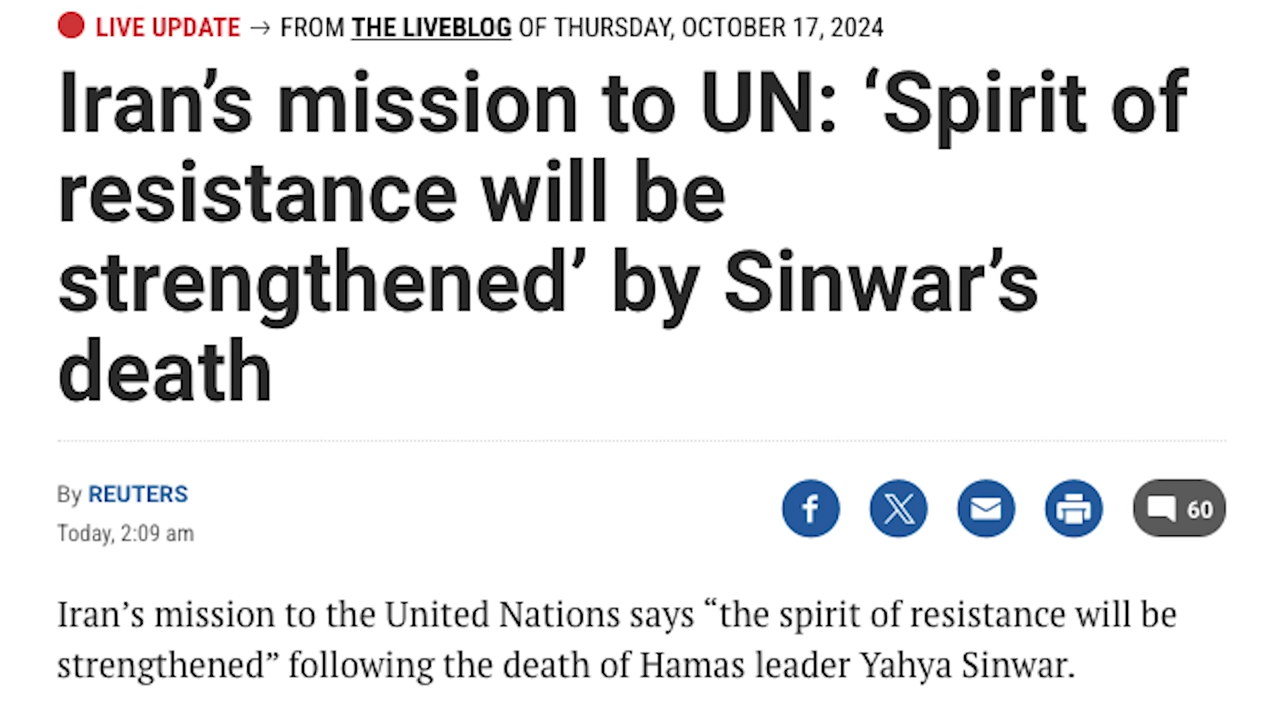 LIVE UPDATE → FROM THE LIVEBLOG OF THURSDAY, OCTOBER 17, 2024
Iran’s mission to UN: ‘Spirit of
resistance will be
strengthened’ by Sinwar’s
death
By REUTERS
Today, 2:09 am
60
Iran’s mission to the United Nations says “the spirit of resistance will be
strengthened” following the death of Hamas leader Yahya Sinwar.